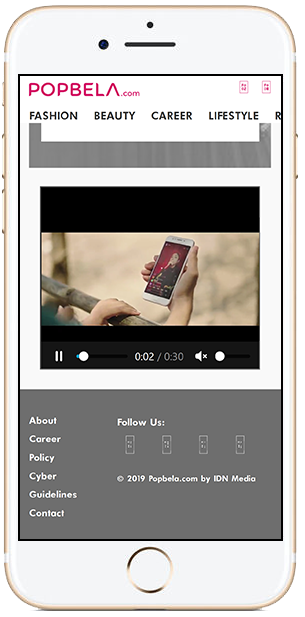 POPBELA.com
FASHION BEAUTY CAREER LIFESTYLE R
0:02 / 0:30
About
Follow Us:
Career
Policy
Cyber
© 2019 Popbela.com by IDN Media
Guidelines
Contact